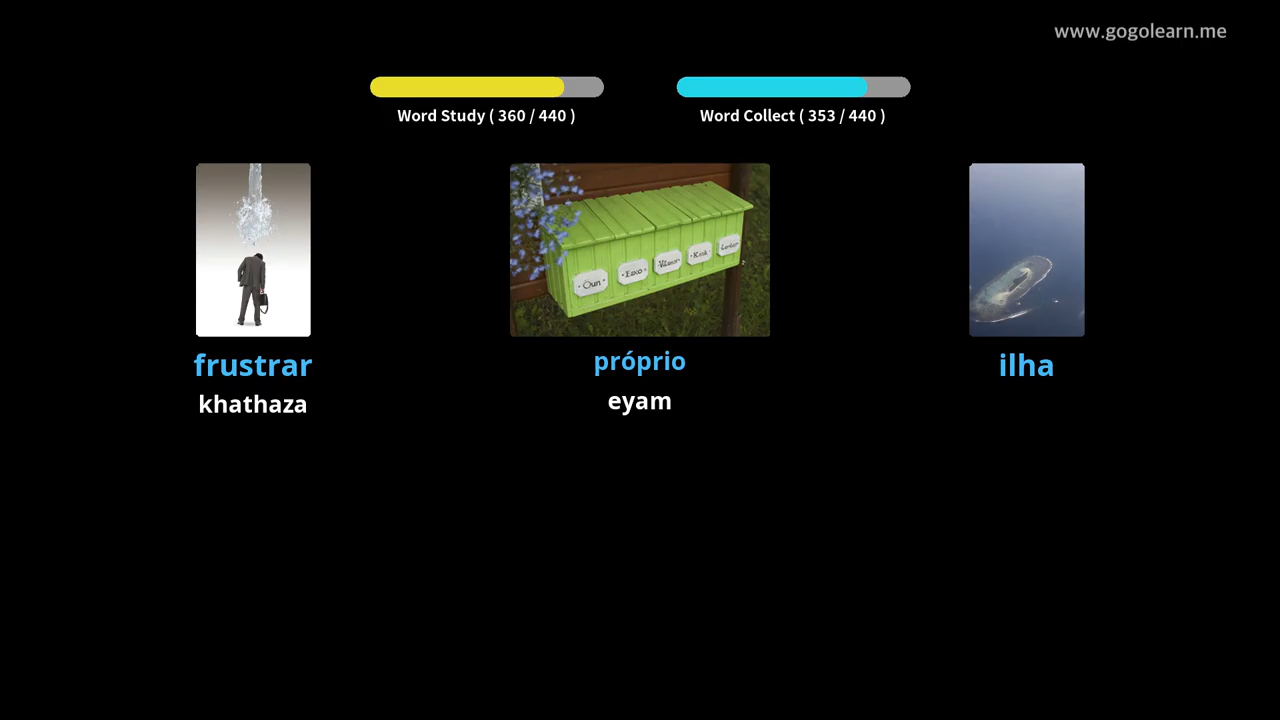 www.gogolearn.me
Word Study ( 360 / 440 )
Word Collect ( 353 / 440 )
frustrar
khathaza
próprio
eyam
ilha